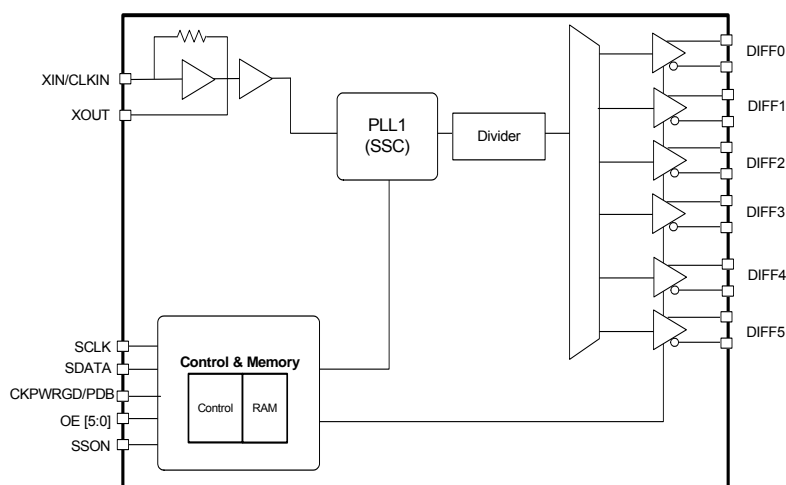 XIN/CLKIN
XOUT
PLL1
(SSC)
Divider
DIFF0
DIFF1
DIFF2
DIFF3
DIFF4
DIFF5
SCLK
SDATA
CKPWRGD/PDB
OE [5:0]
SSON
Control & Memory
Control
RAM